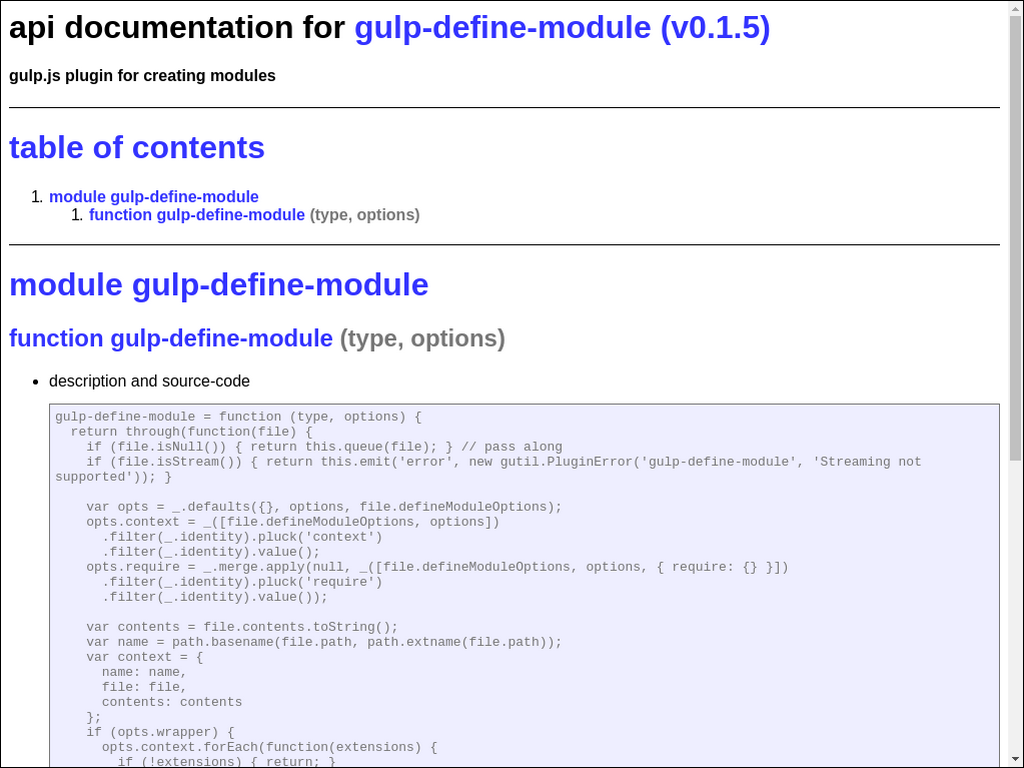 api documentation for gulp-define-module (v0.1.5)
gulp.js plugin for creating modules
table of contents
1. module gulp-define-module
1. function gulp-define-module (type, options)
module gulp-define-module
function gulp-define-module (type, options)
• description and source-code
gulp-define-module = function (type, options) {
  return through(function(file) {
    if (file.isNull()) { return this.queue(file); } // pass along
    if (file.isStream()) { return this.emit('error', new gutil.PluginError('gulp-define-module', 'Streaming not
supported')); }
    var opts = _.defaults({}, options, file.defineModuleOptions);
    opts.context = _([file.defineModuleOptions, options])
      .filter(_.identity).pluck('context')
      .filter(_.identity).value();
    opts.require = _.merge.apply(null, _([file.defineModuleOptions, options, { require: {} }])
      .filter(_.identity).pluck('require')
      .filter(_.identity).value());
    var contents = file.contents.toString();
    var name = path.basename(file.path, path.extname(file.path));
    var context = {
      name: name,
      file: file,
      contents: contents
    };
    if (opts.wrapper) {
      opts.context.forEach(function(extensions) {
        if (!extensions) { return; }